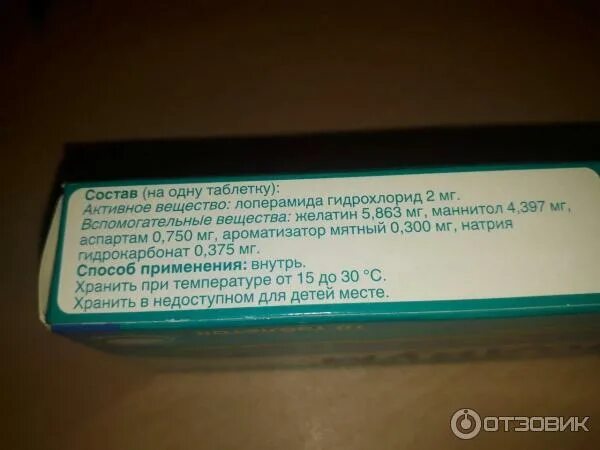 Состав (на одну таблетку):
Активное вещество: лоперамида гидрохлорид 2 мг.
Вспомогательные вещества: желатин 5,863 мг, маннитол 4,397 мг,
аспартам 0,750 мг, ароматизатор мятный 0,300 мг, натрия
гидрокарбонат 0,375 мг.
Способ применения: внутрь.
Хранить при температуре от 15 до 30 °С.
Хранить в недоступном для детей месте.
ОТЗОВИК